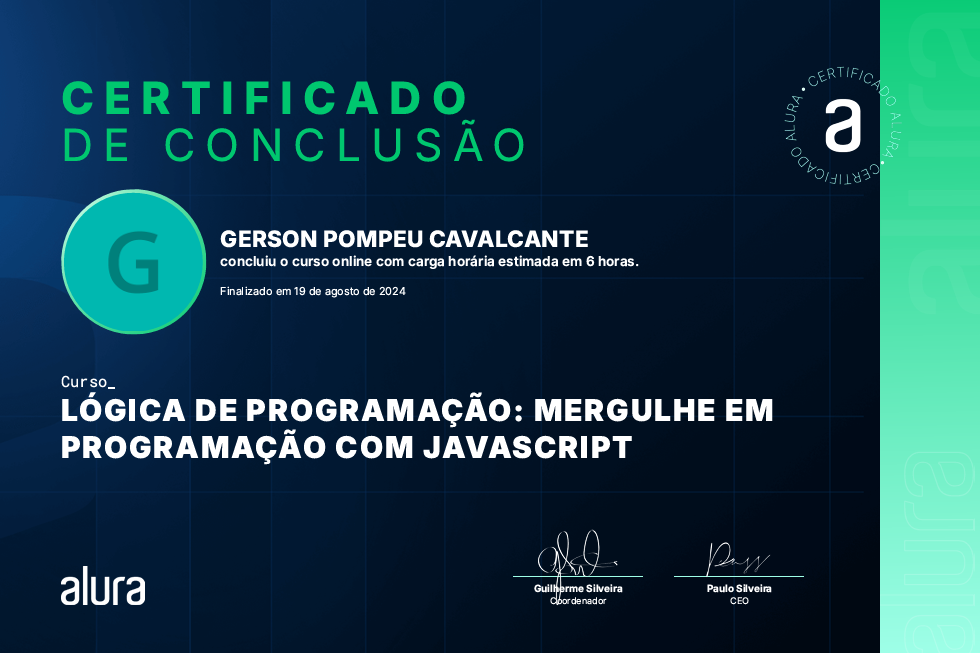 CERTIFICADO
DE CONCLUSÃO
CERTIFICADO ALURA • CERTIFICADO ALURA •
a
G
GERSON POMPEU CAVALCANTE
concluiu o curso online com carga horária estimada em 6 horas.
Finalizado em 19 de agosto de 2024
Curso_
LÓGICA DE PROGRAMAÇÃO: MERGULHE EM
PROGRAMAÇÃO COM JAVASCRIPT
alura
Guilherme Silveira
Coordenador
Paulo Silveira
CEO
alura
alura